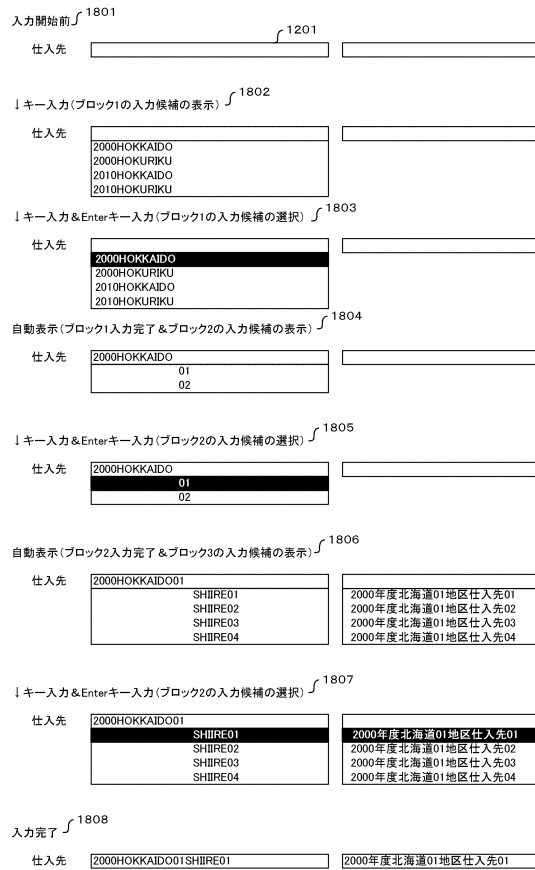 入力開始前 1801
1201
仕入先
↓キー入力(ブロック1の入力候補の表示) 1802
仕入先
2000HOKKAIDO
2000HOKURIKU
2010HOKKAIDO
2010HOKURIKU
↓キー入力&Enterキー入力(ブロック1の入力候補の選択) 1803
仕入先
2000HOKKAIDO
2000HOKURIKU
2010HOKKAIDO
2010HOKURIKU
自動表示(ブロック1入力完了&ブロック2の入力候補の表示) 1804
仕入先 2000HOKKAIDO
01
02
↓キー入力&Enterキー入力(ブロック2の入力候補の選択) 1805
仕入先 2000HOKKAIDO
01
02
自動表示(ブロック2入力完了&ブロック3の入力候補の表示) 1806
仕入先 2000HOKKAIDO01
SHIIRE01 2000年度北海道01地区仕入先01
SHIIRE02 2000年度北海道01地区仕入先02
SHIIRE03 2000年度北海道01地区仕入先03
SHIIRE04 2000年度北海道01地区仕入先04
↓キー入力&Enterキー入力(ブロック2の入力候補の選択) 1807
仕入先 2000HOKKAIDO01
SHIIRE01 2000年度北海道01地区仕入先01
SHIIRE02 2000年度北海道01地区仕入先02
SHIIRE03 2000年度北海道01地区仕入先03
SHIIRE04 2000年度北海道01地区仕入先04
入力完了 1808
仕入先 2000HOKKAIDO01SHIIRE01 2000年度北海道01地区仕入先01